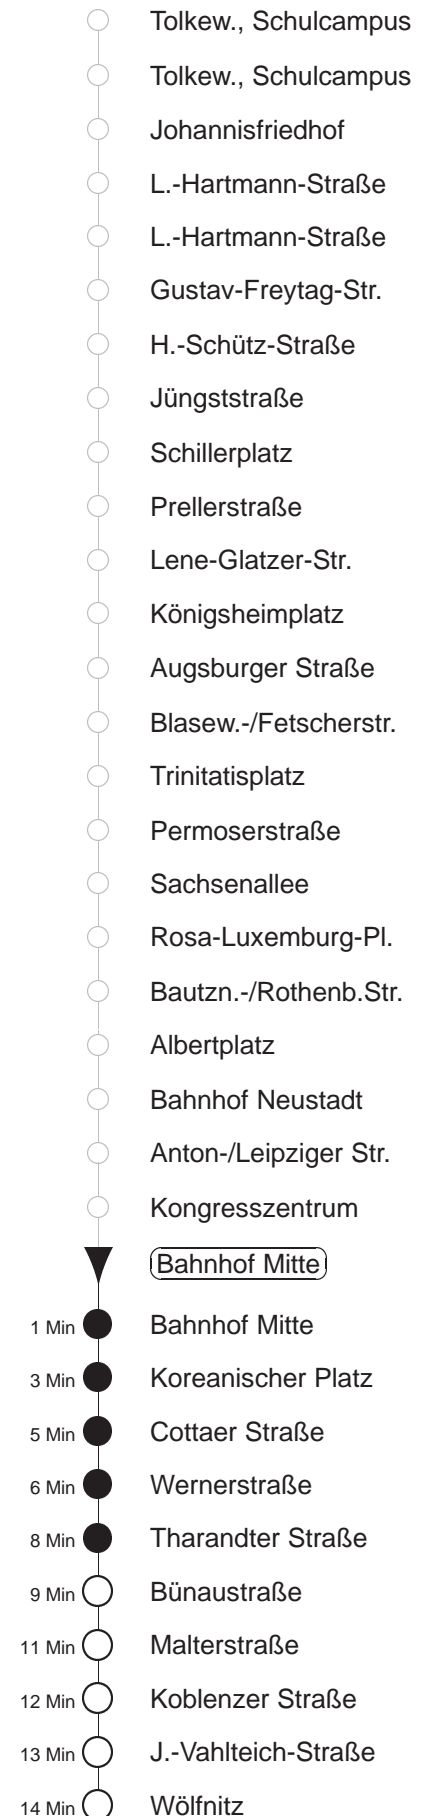 Tolkew., Schulcampus
Tolkew., Schulcampus
Johannisfriedhof
L.-Hartmann-Straße
L.-Hartmann-Straße
Gustav-Freytag-Str.
H.-Schütz-Straße
Jüngststraße
Schillerplatz
Prellerstraße
Lene-Glatzer-Str.
Königsheimplatz
Augsburger Straße
Blasew.-/Fetscherstr.
Trinitatisplatz
Permoserstraße
Sachsenallee
Rosa-Luxemburg-Pl.
Bautzn.-/Rothenb.Str.
Albertplatz
Bahnhof Neustadt
Anton-/Leipziger Str.
Kongresszentrum
Bahnhof Mitte
1 Min Bahnhof Mitte
3 Min Koreanischer Platz
5 Min Cottaer Straße
6 Min Wernerstraße
8 Min Tharandter Straße
9 Min Bünaustraße
11 Min Malterstraße
12 Min Koblenzer Straße
13 Min J.-Vahlteich-Straße
14 Min Wölfnitz